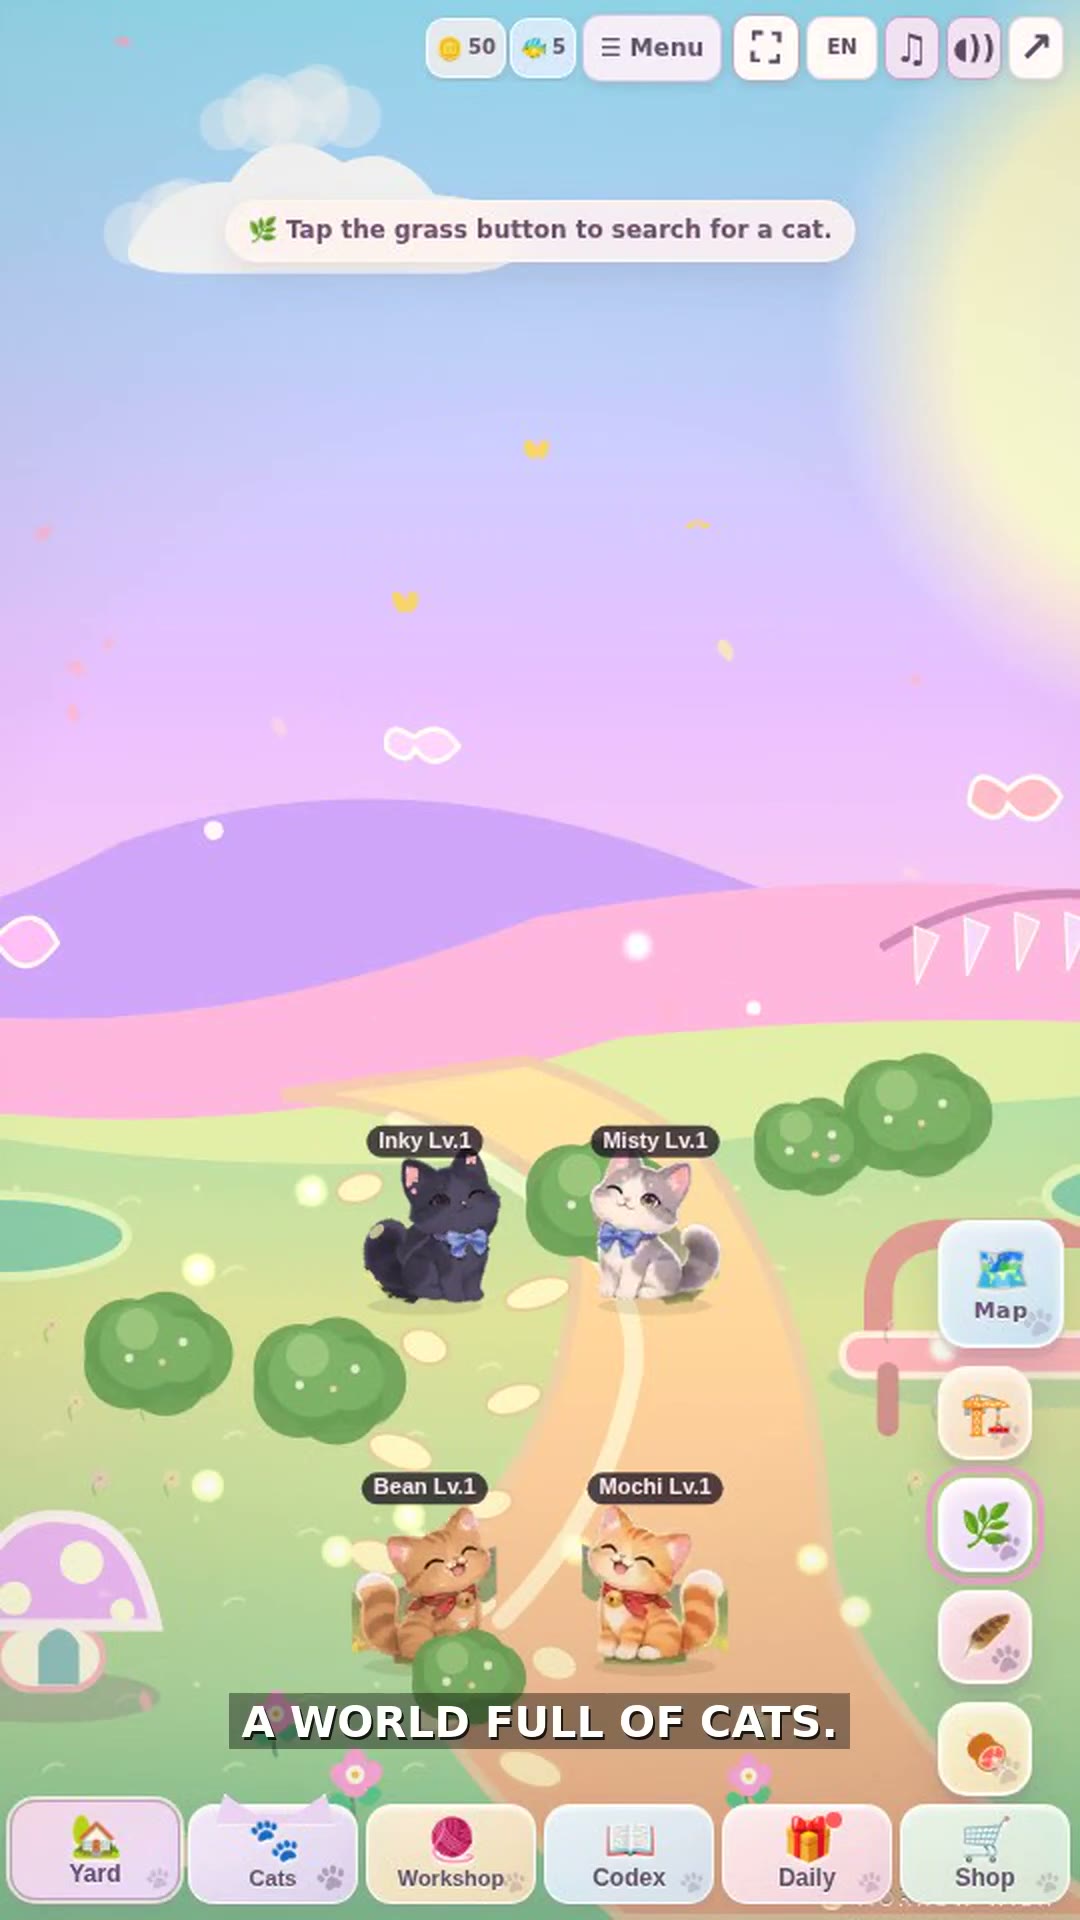 50
5
☰ Menu
EN
Tap the grass button to search for a cat.
Inky Lv.1
Misty Lv.1
Map
Bean Lv.1
Mochi Lv.1
A WORLD FULL OF CATS.
Yard
Cats
Workshop
Codex
Daily
Shop